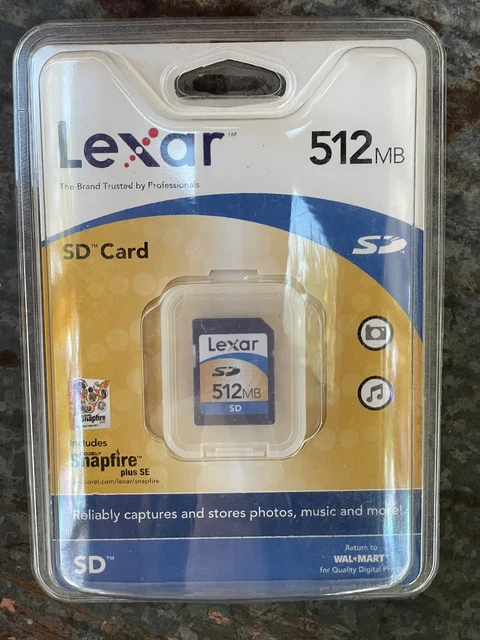 Lexar™
512MB
The Brand Trusted by Professionals
SD™ Card
SD
Lexar
SD
512MB
SD
Snapfire
Includes
Corel
Snapfire™
plus SE
corel.com/lexar/snapfire
Reliably captures and stores photos, music and more!
SD™
Return to
WAL-MART
for Quality Digital